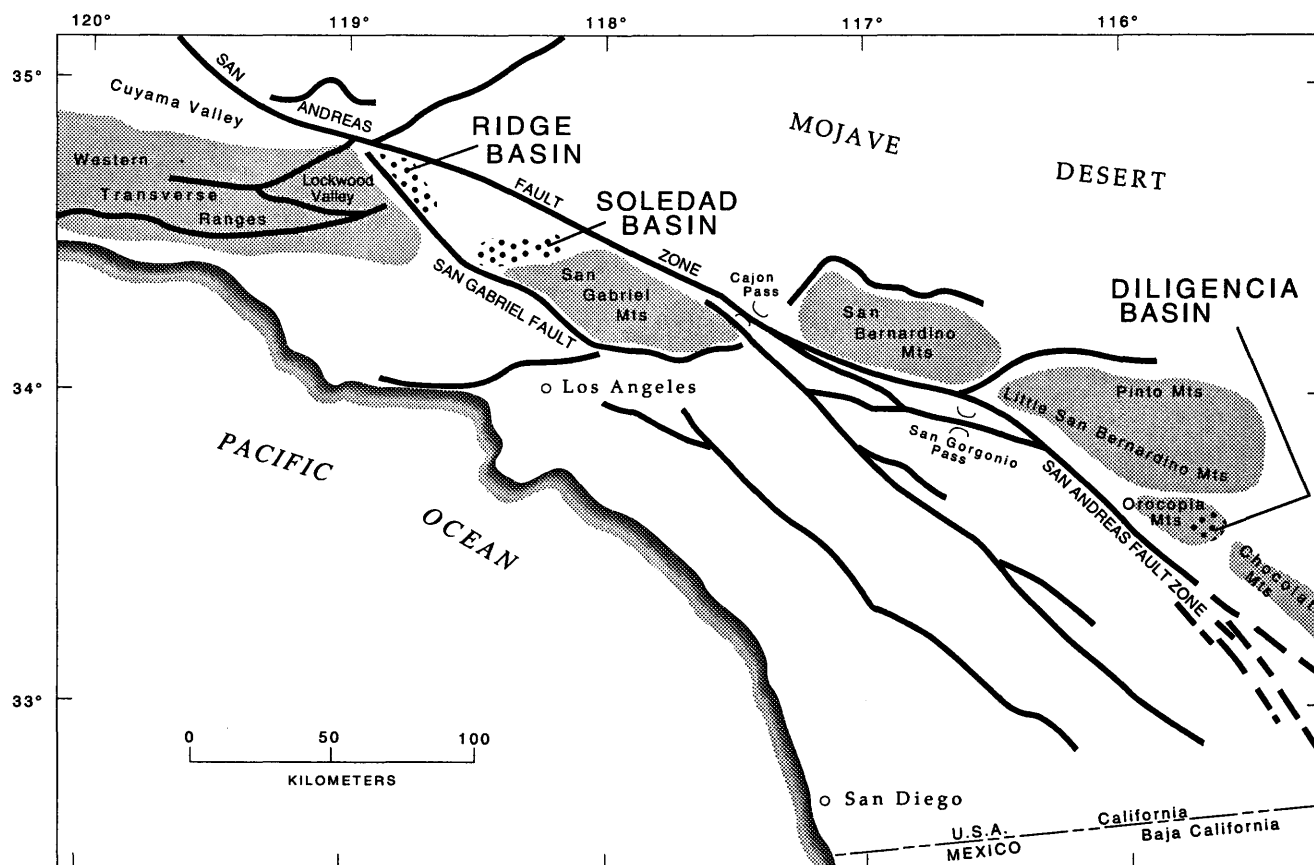 120°
119°
118°
117°
116°
35°
34°
33°
SAN
ANDREAS
FAULT
ZONE
Cuyama Valley
Western
Transverse
Ranges
Lockwood
Valley
RIDGE
BASIN
SOLEDAD
BASIN
MOJAVE
DESERT
SAN GABRIEL FAULT
San
Gabriel
Mts
Cajon
Pass
San
Bernardino
Mts
DILIGENCIA
BASIN
Los Angeles
Pinto Mts
Little San Bernardino Mts
San Gorgonio
Pass
Orocopia
Mts
SAN ANDREAS FAULT ZONE
Chocolat
Mts
PACIFIC
OCEAN
0
50
100
KILOMETERS
San Diego
U.S.A.
MEXICO
California
Baja California